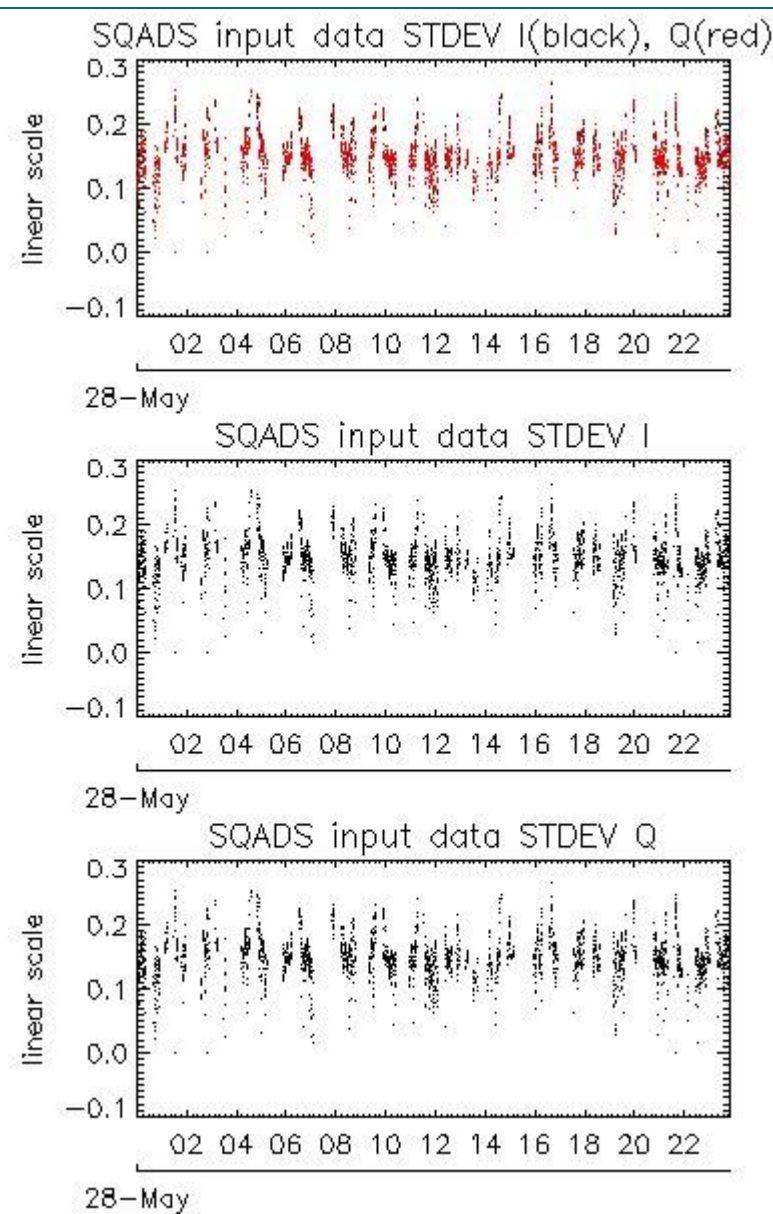 SQADS input data STDEV I(black), Q(red)
0.3
0.2
0.1
0.0
-0.1
linear scale
02 04 06 08 10 12 14 16 18 20 22
28-May
SQADS input data STDEV I
0.3
0.2
0.1
0.0
-0.1
linear scale
02 04 06 08 10 12 14 16 18 20 22
28-May
SQADS input data STDEV Q
0.3
0.2
0.1
0.0
-0.1
linear scale
02 04 06 08 10 12 14 16 18 20 22
28-May